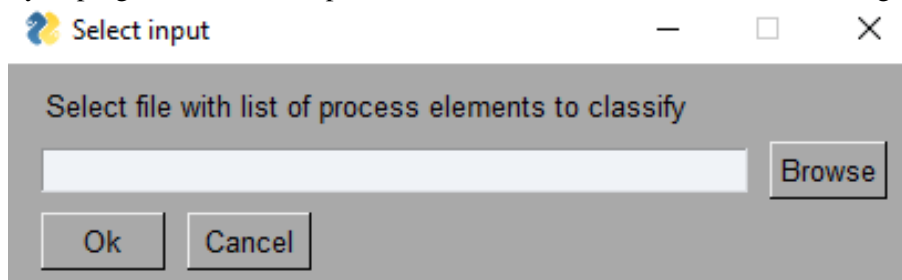 Select input
Select file with list of process elements to classify
Browse
Ok Cancel